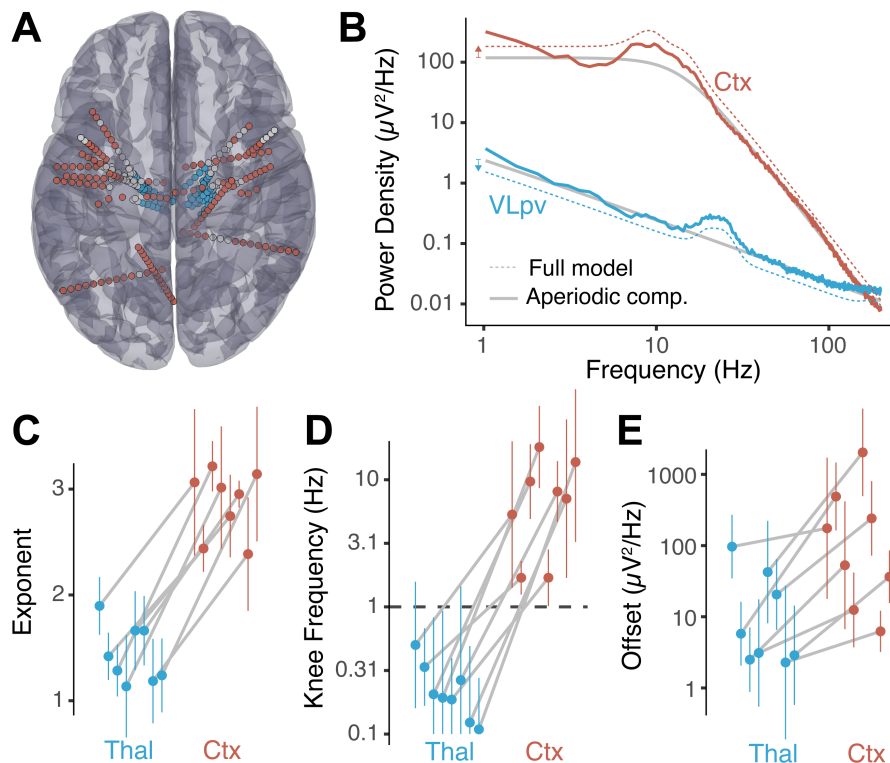 A
B
Power Density (µV²/Hz)
100
10
1
0.1
0.01
Ctx
VLpv
Full model
Aperiodic comp.
1
10
100
Frequency (Hz)
C
Exponent
3
2
1
Thal
Ctx
D
Knee Frequency (Hz)
10
3.1
1
0.31
0.1
Thal
Ctx
E
Offset (µV²/Hz)
1000
100
10
1
Thal
Ctx